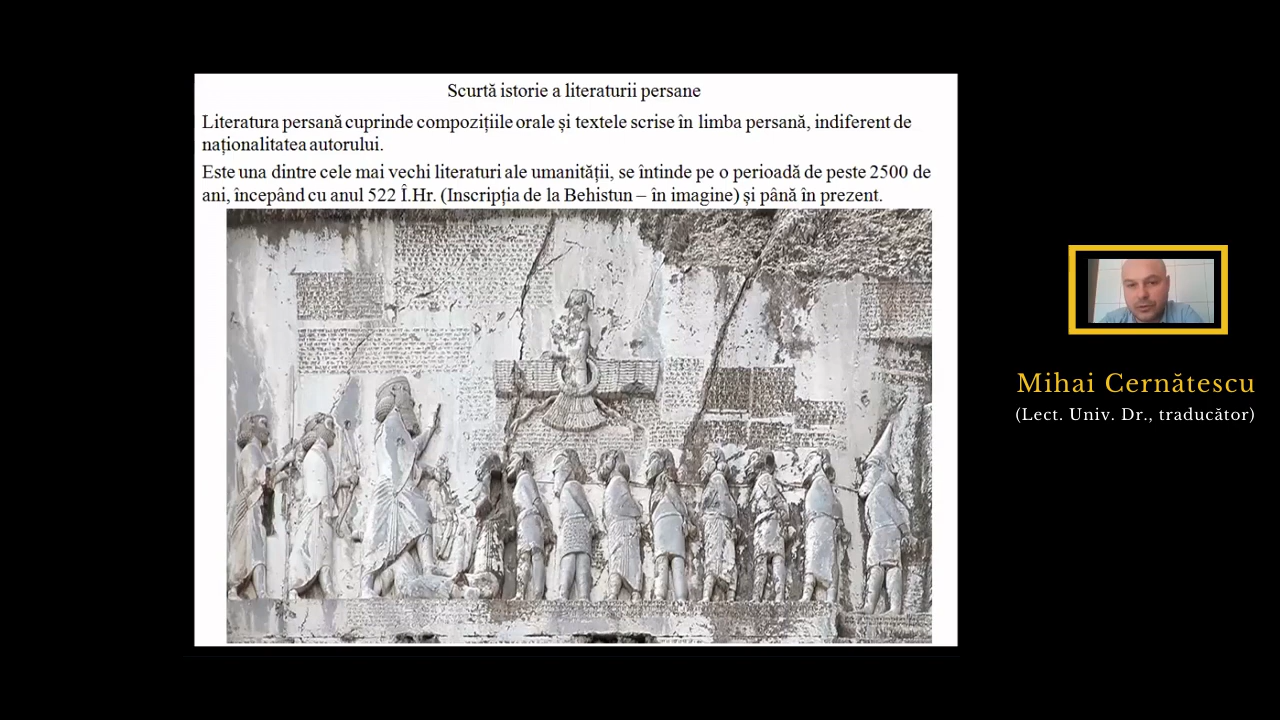 Scurtă istorie a literaturii persane
Literatura persană cuprinde compozițiile orale și textele scrise în limba persană, indiferent de
naționalitatea autorului.
Este una dintre cele mai vechi literaturi ale umanității, se întinde pe o perioadă de peste 2500 de
ani, începând cu anul 522 Î.Hr. (Inscripția de la Behistun – în imagine) și până în prezent.
Mihai Cernătescu
(Lect. Univ. Dr., traducător)